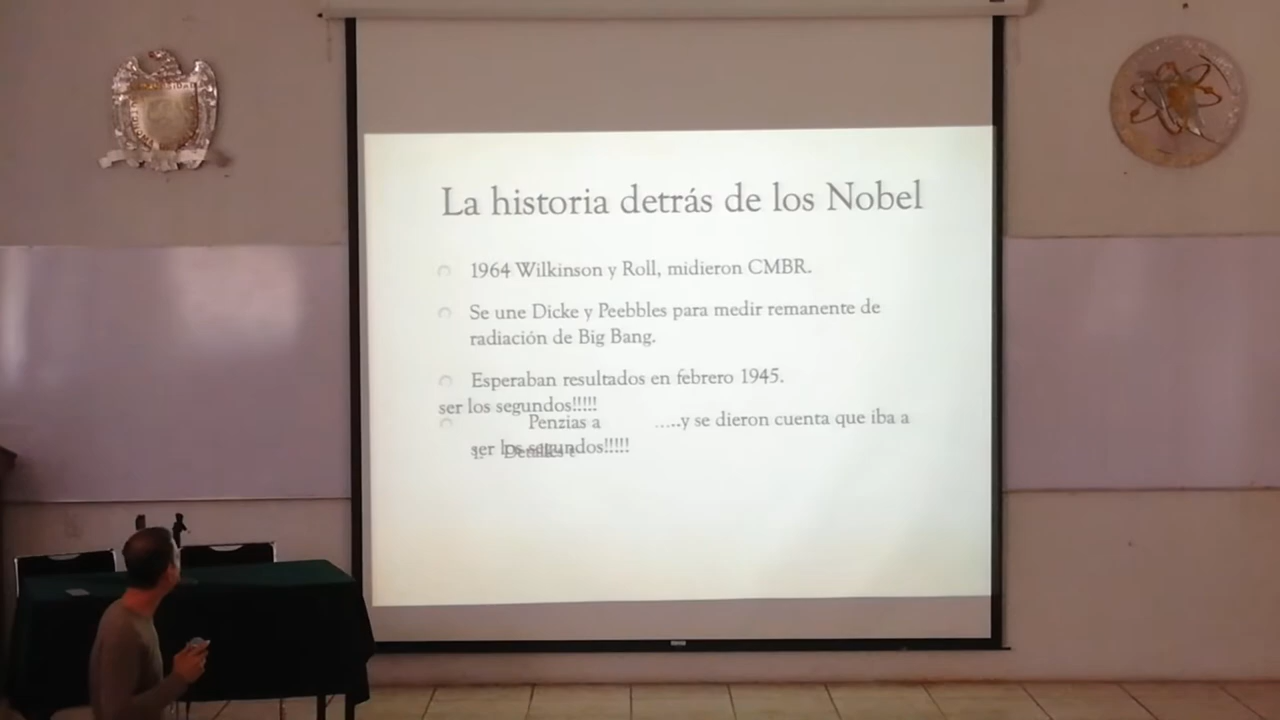 La historia detrás de los Nobel
1964 Wilkinson y Roll, midieron CMBR.
Se une Dicke y Peebbles para medir remanente de
radiación de Big Bang.
Esperaban resultados en febrero 1945.
ser los segundos!!!!!
Penzias a .....y se dieron cuenta que iba a
ser los segundos!!!!!